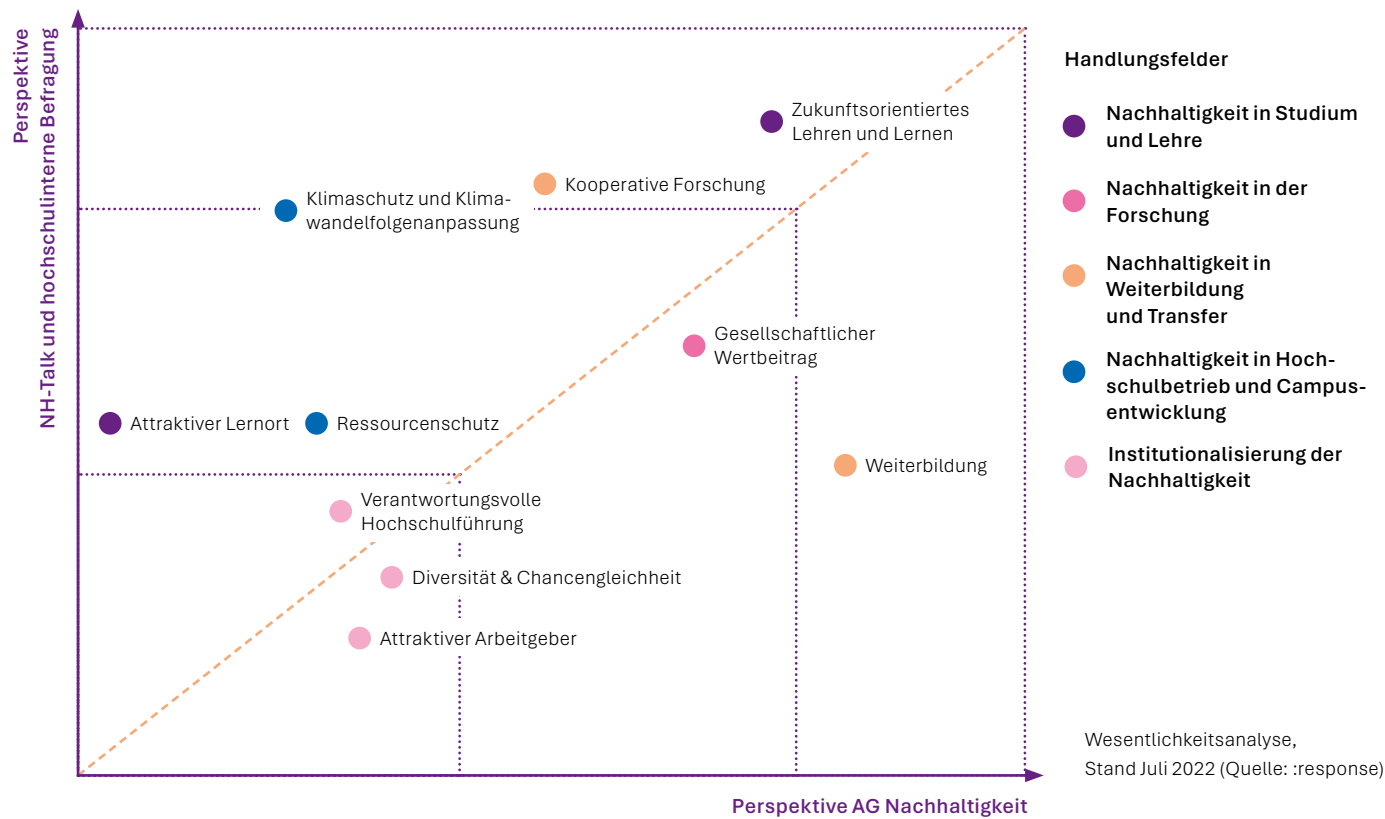 Perspektive
NH-Talk und hochschulinterne Befragung
Zukunftsorientiertes
Lehren und Lernen
Kooperative Forschung
Klimaschutz und Klima-
wandelfolgenanpassung
Gesellschaftlicher
Wertbeitrag
Attraktiver Lernort
Ressourcenschutz
Weiterbildung
Verantwortungsvolle
Hochschulführung
Diversität & Chancengleichheit
Attraktiver Arbeitgeber
Perspektive AG Nachhaltigkeit
Handlungsfelder
Nachhaltigkeit in Studium
und Lehre
Nachhaltigkeit in der
Forschung
Nachhaltigkeit in
Weiterbildung
und Transfer
Nachhaltigkeit in Hoch-
schulbetrieb und Campus-
entwicklung
Institutionalisierung der
Nachhaltigkeit
Wesentlichkeitsanalyse,
Stand Juli 2022 (Quelle: :response)